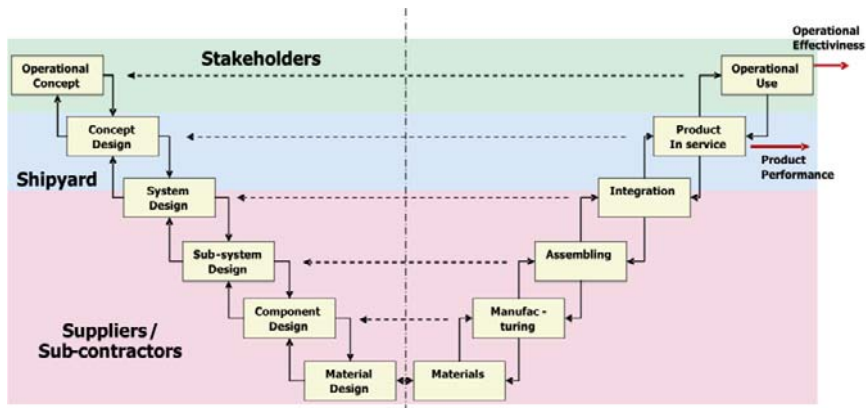 Operational
Effectiviness
Stakeholders
Operational
Concept
Operational
Use
Concept
Design
Product
In service
Product
Performance
Shipyard
System
Design
Integration
Sub-system
Design
Assembling
Component
Design
Manufac -
turing
Suppliers /
Sub-contractors
Material
Design
Materials